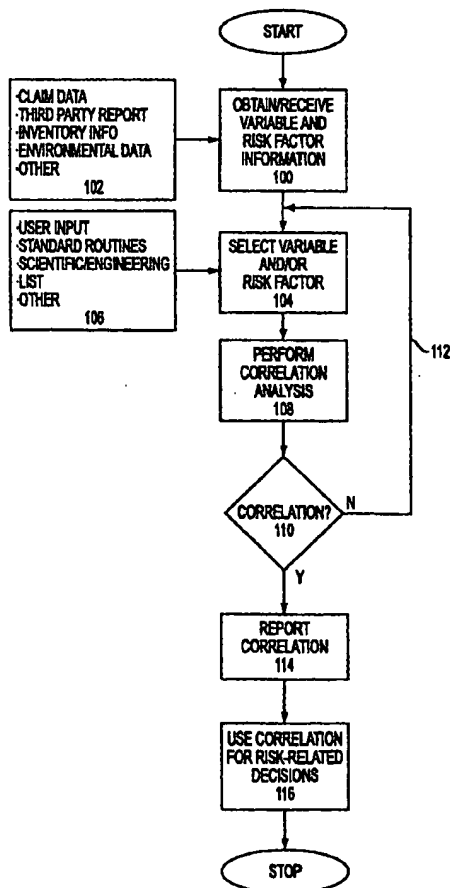 START
·CLAIM DATA
·THIRD PARTY REPORT
·INVENTORY INFO
·ENVIRONMENTAL DATA
·OTHER
102
OBTAIN/RECEIVE
VARIABLE AND
RISK FACTOR
INFORMATION
100
·USER INPUT
·STANDARD ROUTINES
·SCIENTIFIC/ENGINEERING
·LIST
·OTHER
106
SELECT VARIABLE
AND/OR
RISK FACTOR
104
112
PERFORM
CORRELATION
ANALYSIS
108
CORRELATION?
110
N
Y
REPORT
CORRELATION
114
USE CORRELATION
FOR RISK-RELATED
DECISIONS
116
STOP